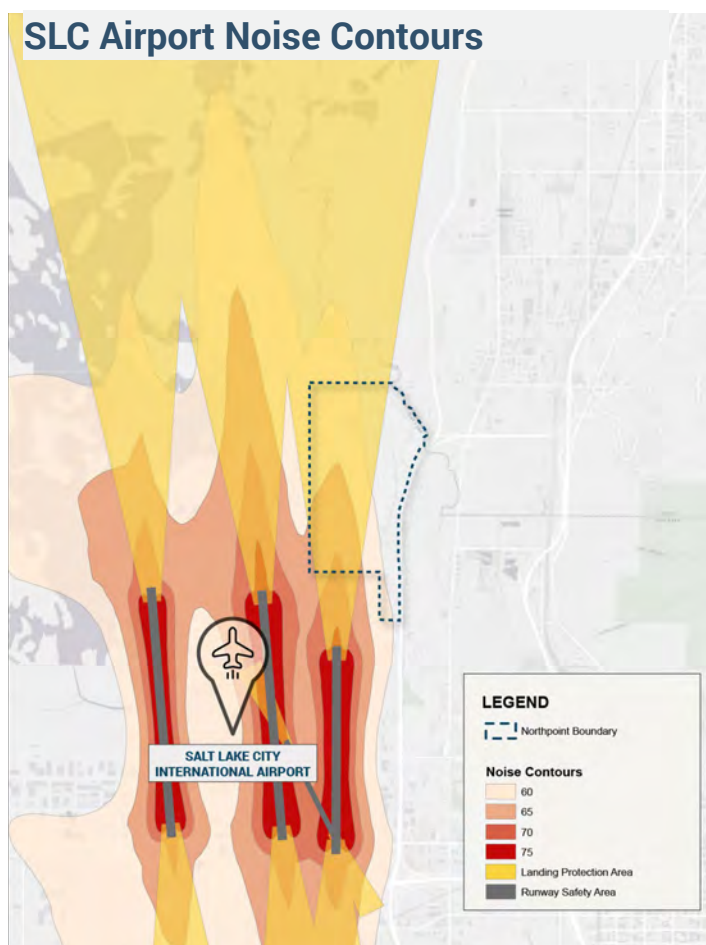 SLC Airport Noise Contours
SALT LAKE CITY
INTERNATIONAL AIRPORT
LEGEND
Northpoint Boundary
Noise Contours
60
65
70
75
Landing Protection Area
Runway Safety Area